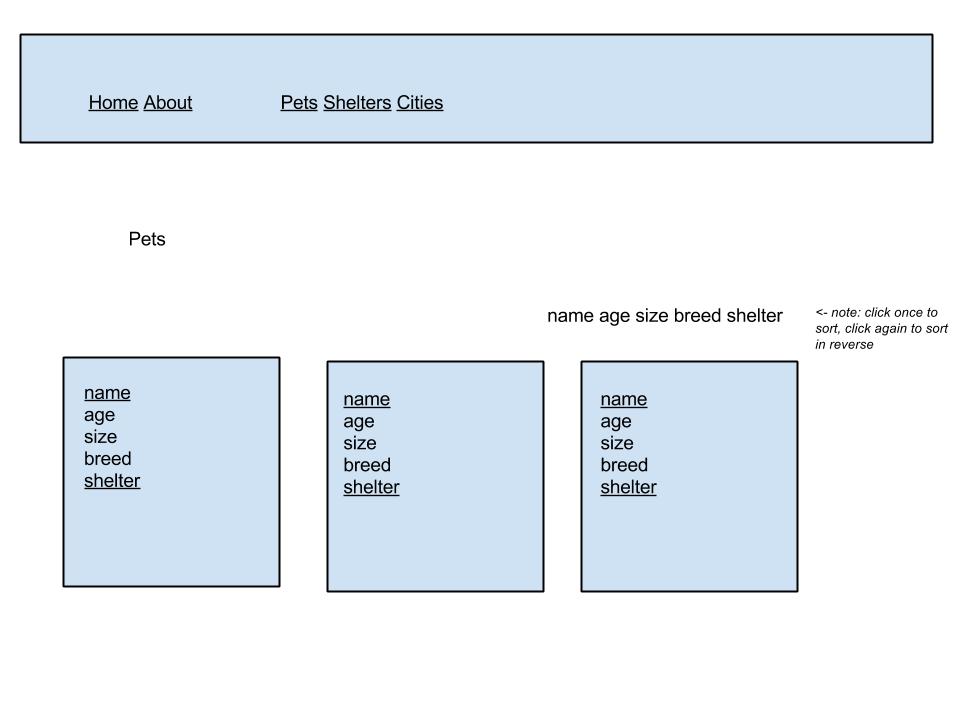 Home About Pets Shelters Cities
Pets
name age size breed shelter
<- note: click once to
sort, click again to sort
in reverse
name
age
size
breed
shelter
name
age
size
breed
shelter
name
age
size
breed
shelter